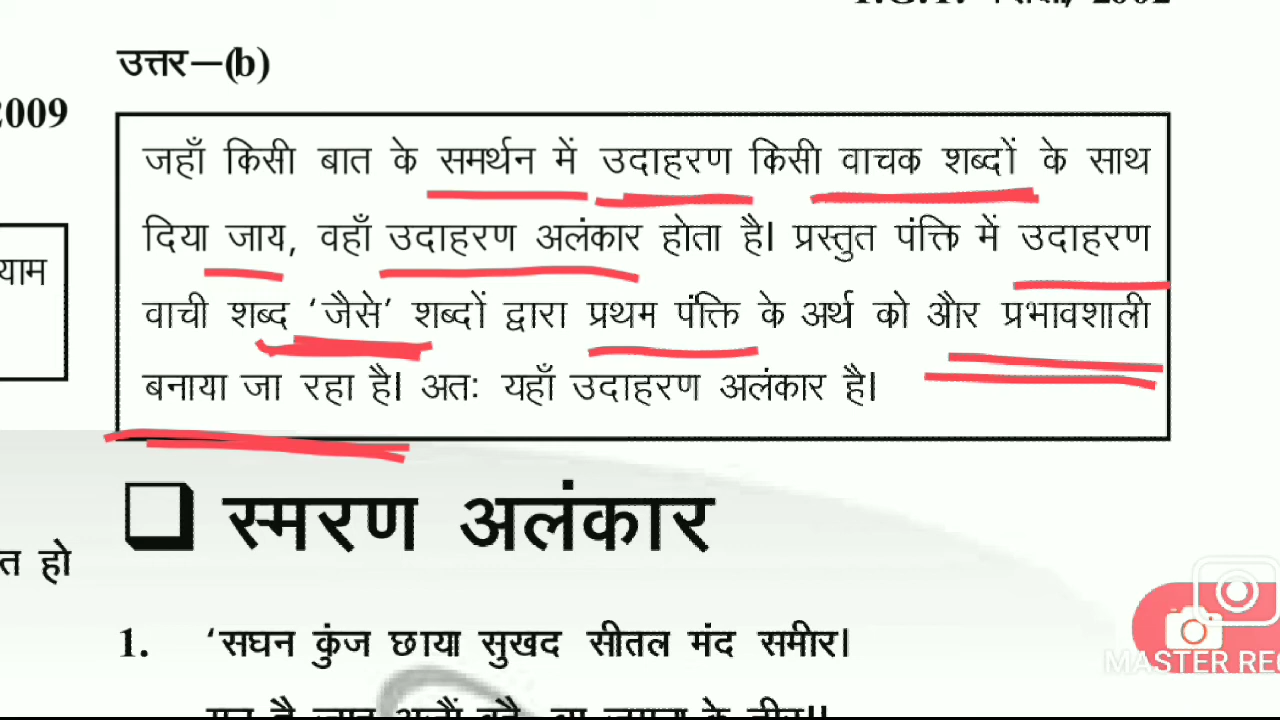 2002
उत्तर–(b)
2009
जहाँ किसी बात के समर्थन में उदाहरण किसी वाचक शब्दों के साथ
दिया जाय, वहाँ उदाहरण अलंकार होता है। प्रस्तुत पंक्ति में उदाहरण
वाची शब्द ‘जैसे’ शब्दों द्वारा प्रथम पंक्ति के अर्थ को और प्रभावशाली
बनाया जा रहा है। अतः यहाँ उदाहरण अलंकार है।
याम
❑ स्मरण अलंकार
त हो
1. ‘सघन कुंज छाया सुखद सीतल मंद समीर।
MASTER REC